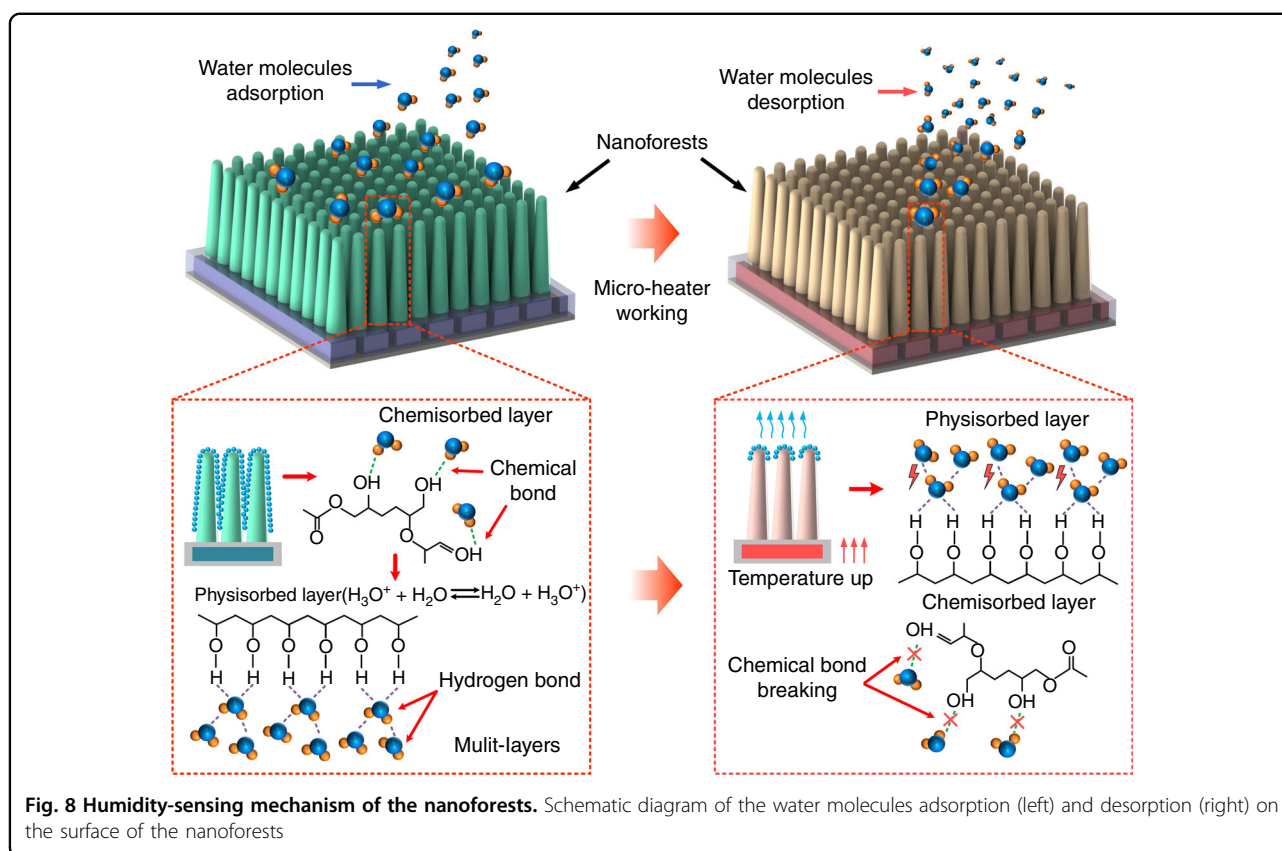 Water molecules
adsorption
Water molecules
desorption
Nanoforests
Micro-heater
working
Chemisorbed layer
OH
OH
Chemical
bond
O
O
O
OH
Physisorbed layer(H₃O⁺ + H₂O ⇌ H₂O + H₃O⁺)
O O O O O O
H H H H H H
Hydrogen bond
Mulit-layers
Physisorbed layer
H H H H H H
O O O O O O
Temperature up
Chemisorbed layer
OH
O
O
O
Chemical bond
breaking
OH
OH
Fig. 8 Humidity-sensing mechanism of the nanoforests. Schematic diagram of the water molecules adsorption (left) and desorption (right) on
the surface of the nanoforests